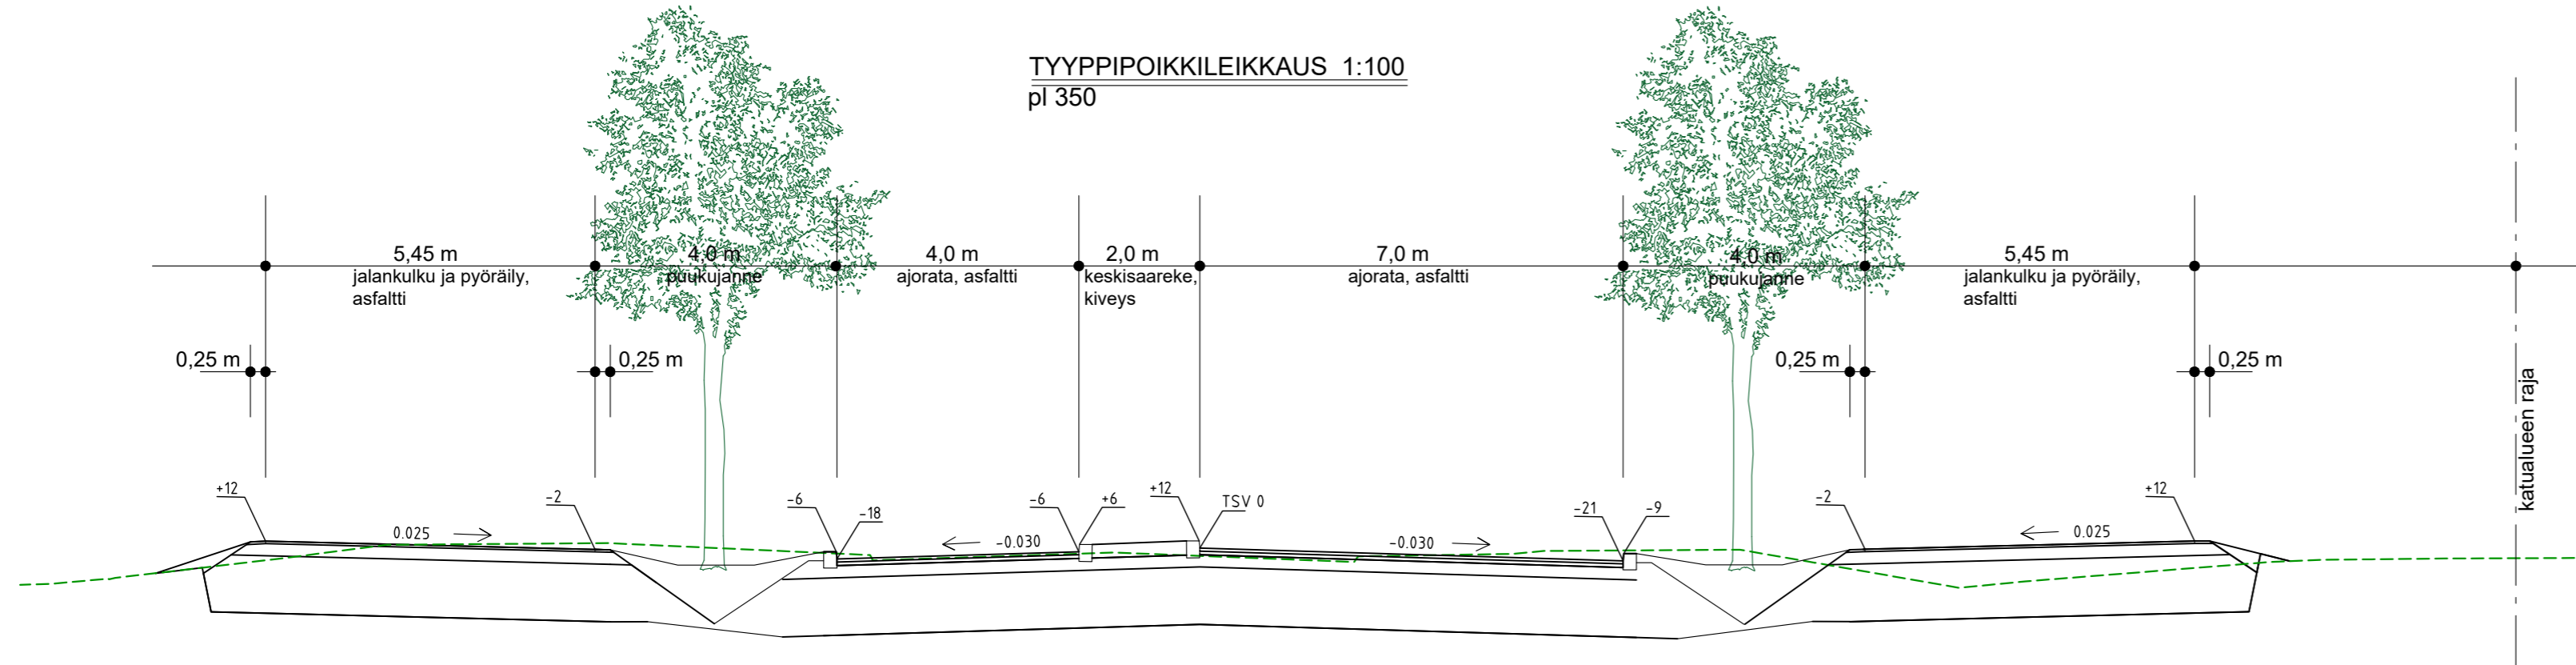 TYYPPIPOIKKILEIKKAUS 1:100
pl 350
5,45 m
jalankulku ja pyöräily,
asfaltti
4,0 m
puukujanne
4,0 m
ajorata, asfaltti
2,0 m
keskisaareke,
kiveys
7,0 m
ajorata, asfaltti
4,0 m
puukujanne
5,45 m
jalankulku ja pyöräily,
asfaltti
0,25 m
0,25 m
0,25 m
0,25 m
katualueen raja
+12
-2
-6
-18
-6
+6
+12
TSV 0
-21
-9
-2
+12
0.025
-0.030
-0.030
0.025